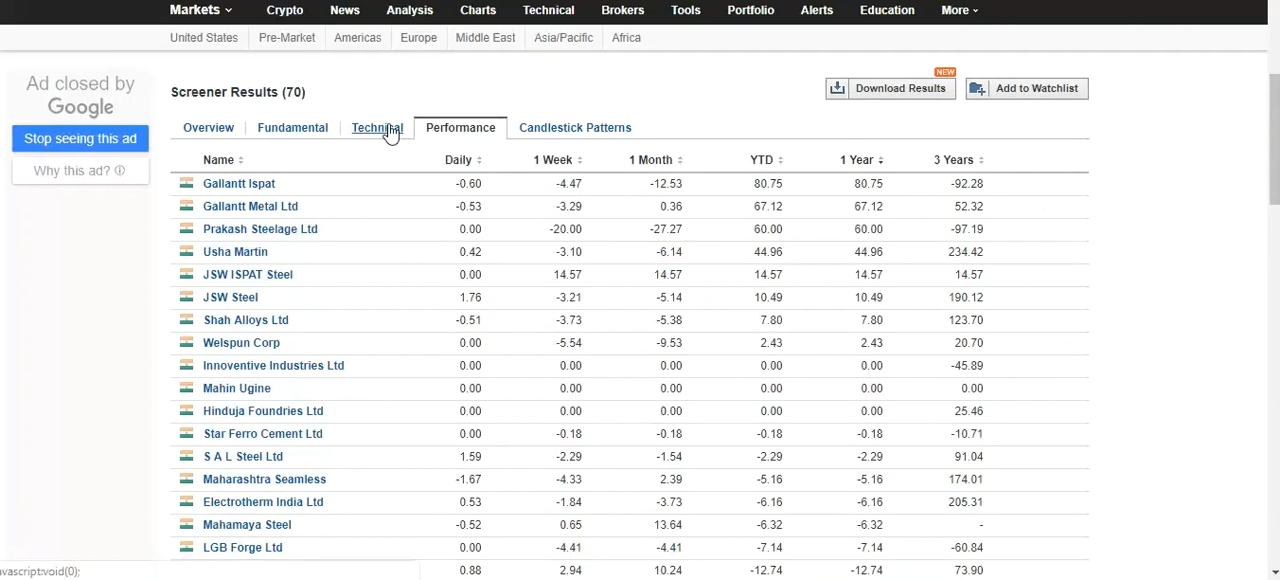 Markets Crypto News Analysis Charts Technical Brokers Tools Portfolio Alerts Education More
United States Pre-Market Americas Europe Middle East Asia/Pacific Africa
Ad closed by
Google
Stop seeing this ad
Why this ad?
Screener Results (70)
NEW
Download Results Add to Watchlist
Overview Fundamental Technical Performance Candlestick Patterns
Name Daily 1 Week 1 Month YTD 1 Year 3 Years
Gallantt Ispat -0.60 -4.47 -12.53 80.75 80.75 -92.28
Gallantt Metal Ltd -0.53 -3.29 0.36 67.12 67.12 52.32
Prakash Steelage Ltd 0.00 -20.00 -27.27 60.00 60.00 -97.19
Usha Martin 0.42 -3.10 -6.14 44.96 44.96 234.42
JSW ISPAT Steel 0.00 14.57 14.57 14.57 14.57 14.57
JSW Steel 1.76 -3.21 -5.14 10.49 10.49 190.12
Shah Alloys Ltd -0.51 -3.73 -5.38 7.80 7.80 123.70
Welspun Corp 0.00 -5.54 -9.53 2.43 2.43 20.70
Innoventive Industries Ltd 0.00 0.00 0.00 0.00 0.00 -45.89
Mahin Ugine 0.00 0.00 0.00 0.00 0.00 0.00
Hinduja Foundries Ltd 0.00 0.00 0.00 0.00 0.00 25.46
Star Ferro Cement Ltd 0.00 -0.18 -0.18 -0.18 -0.18 -10.71
S A L Steel Ltd 1.59 -2.29 -1.54 -2.29 -2.29 91.04
Maharashtra Seamless -1.67 -4.33 2.39 -5.16 -5.16 174.01
Electrotherm India Ltd 0.53 -1.84 -3.73 -6.16 -6.16 205.31
Mahamaya Steel -0.52 0.65 13.64 -6.32 -6.32 -
LGB Forge Ltd 0.00 -4.41 -4.41 -7.14 -7.14 -60.84
0.88 2.94 10.24 -12.74 -12.74 73.90
avascript:void(0);